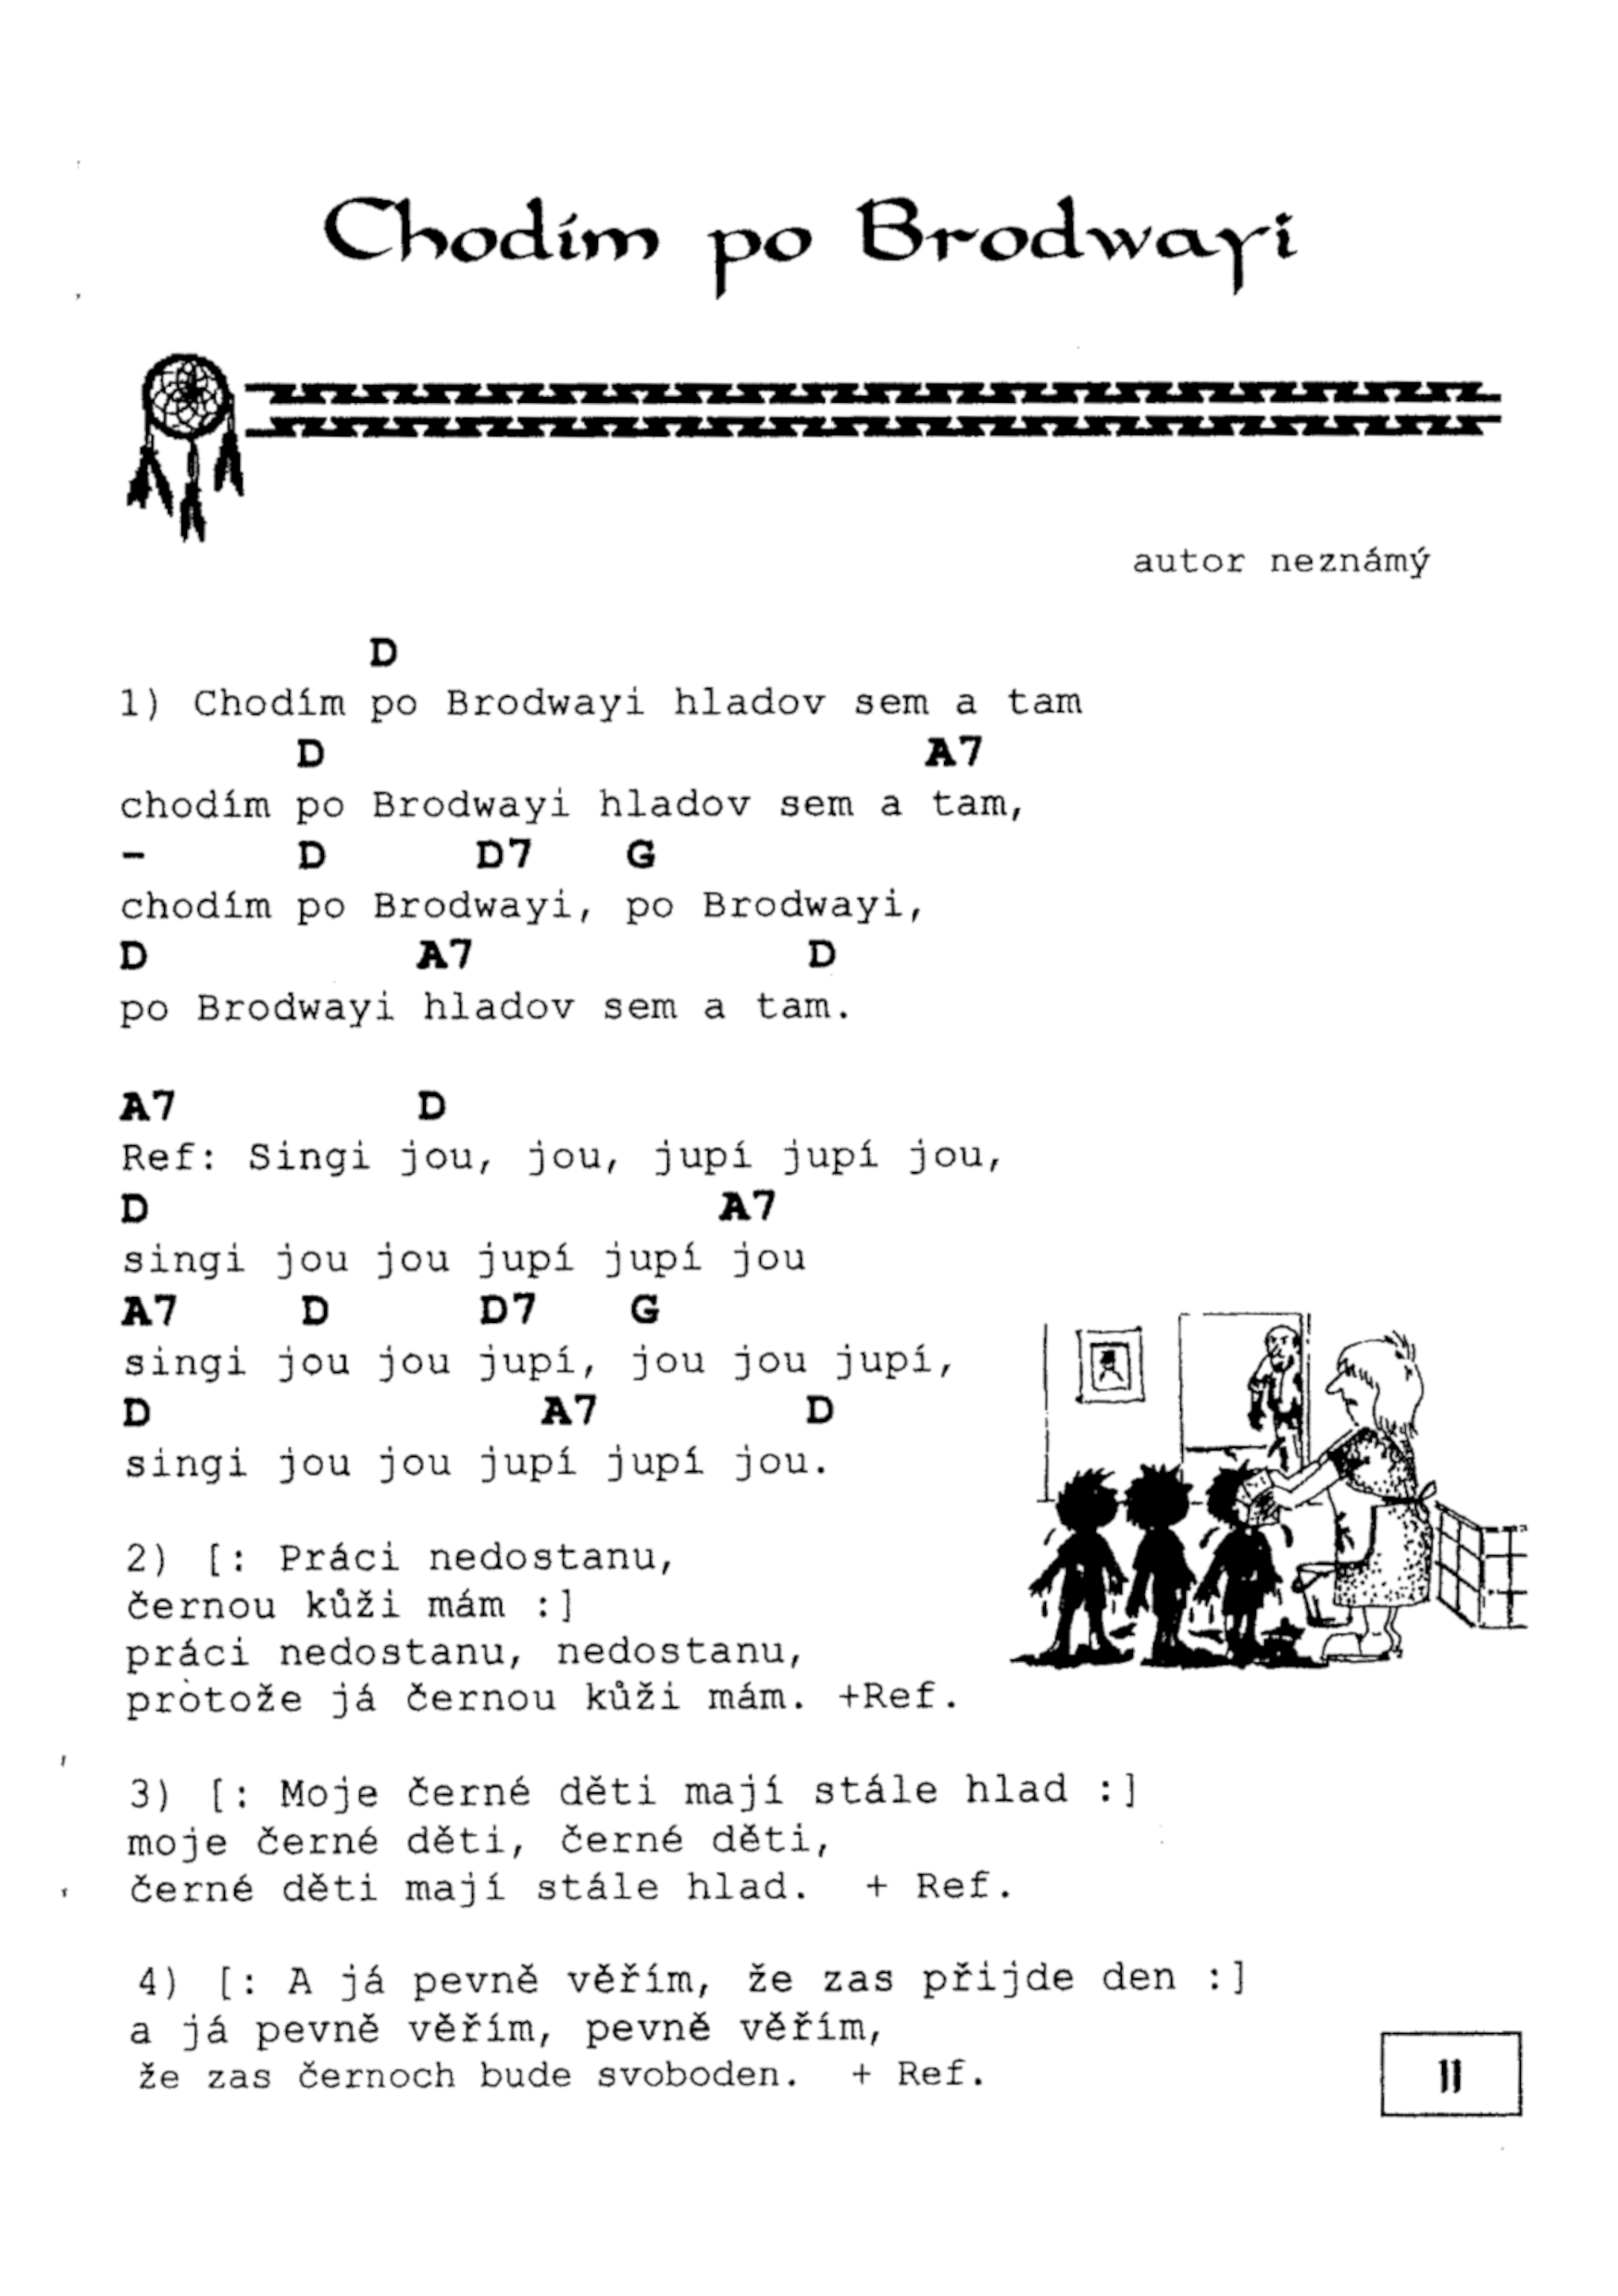 Chodím po Brodwayi
autor neznámý
D
1) Chodím po Brodwayi hladov sem a tam
D A7
chodím po Brodwayi hladov sem a tam,
- D D7 G
chodím po Brodwayi, po Brodwayi,
D A7 D
po Brodwayi hladov sem a tam.
A7 D
Ref: Singi jou, jou, jupí jupí jou,
D A7
singi jou jou jupí jupí jou
A7 D D7 G
singi jou jou jupí, jou jou jupí,
D A7 D
singi jou jou jupí jupí jou.
2) [: Práci nedostanu,
černou kůži mám :]
práci nedostanu, nedostanu,
protože já černou kůži mám. +Ref.
3) [: Moje černé děti mají stále hlad :]
moje černé děti, černé děti,
černé děti mají stále hlad. + Ref.
4) [: A já pevně věřím, že zas přijde den :]
a já pevně věřím, pevně věřím,
že zas černoch bude svoboden. + Ref.
11